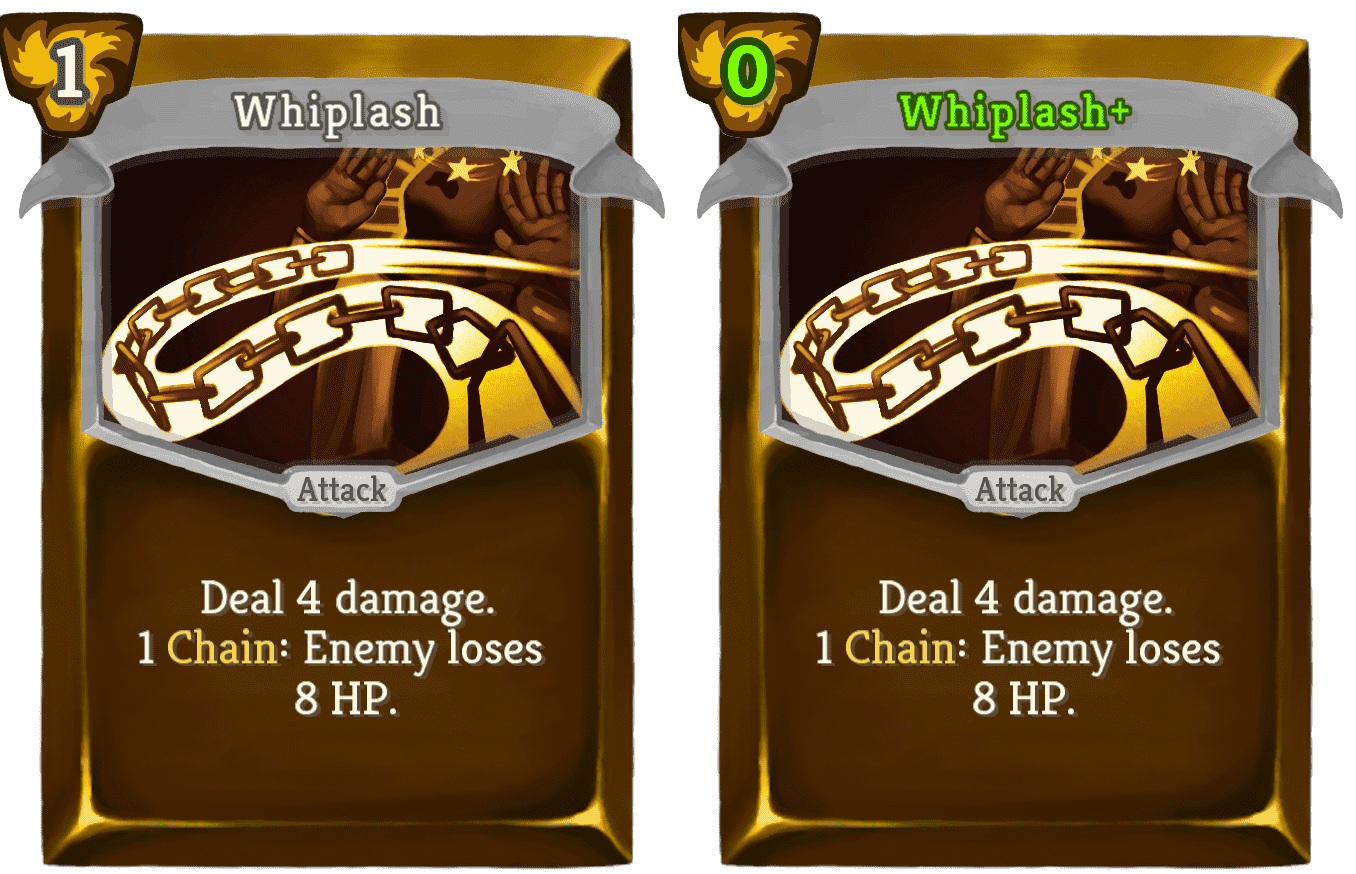 1
Whiplash
Attack
Deal 4 damage.
1 Chain: Enemy loses
8 HP.
0
Whiplash+
Attack
Deal 4 damage.
1 Chain: Enemy loses
8 HP.